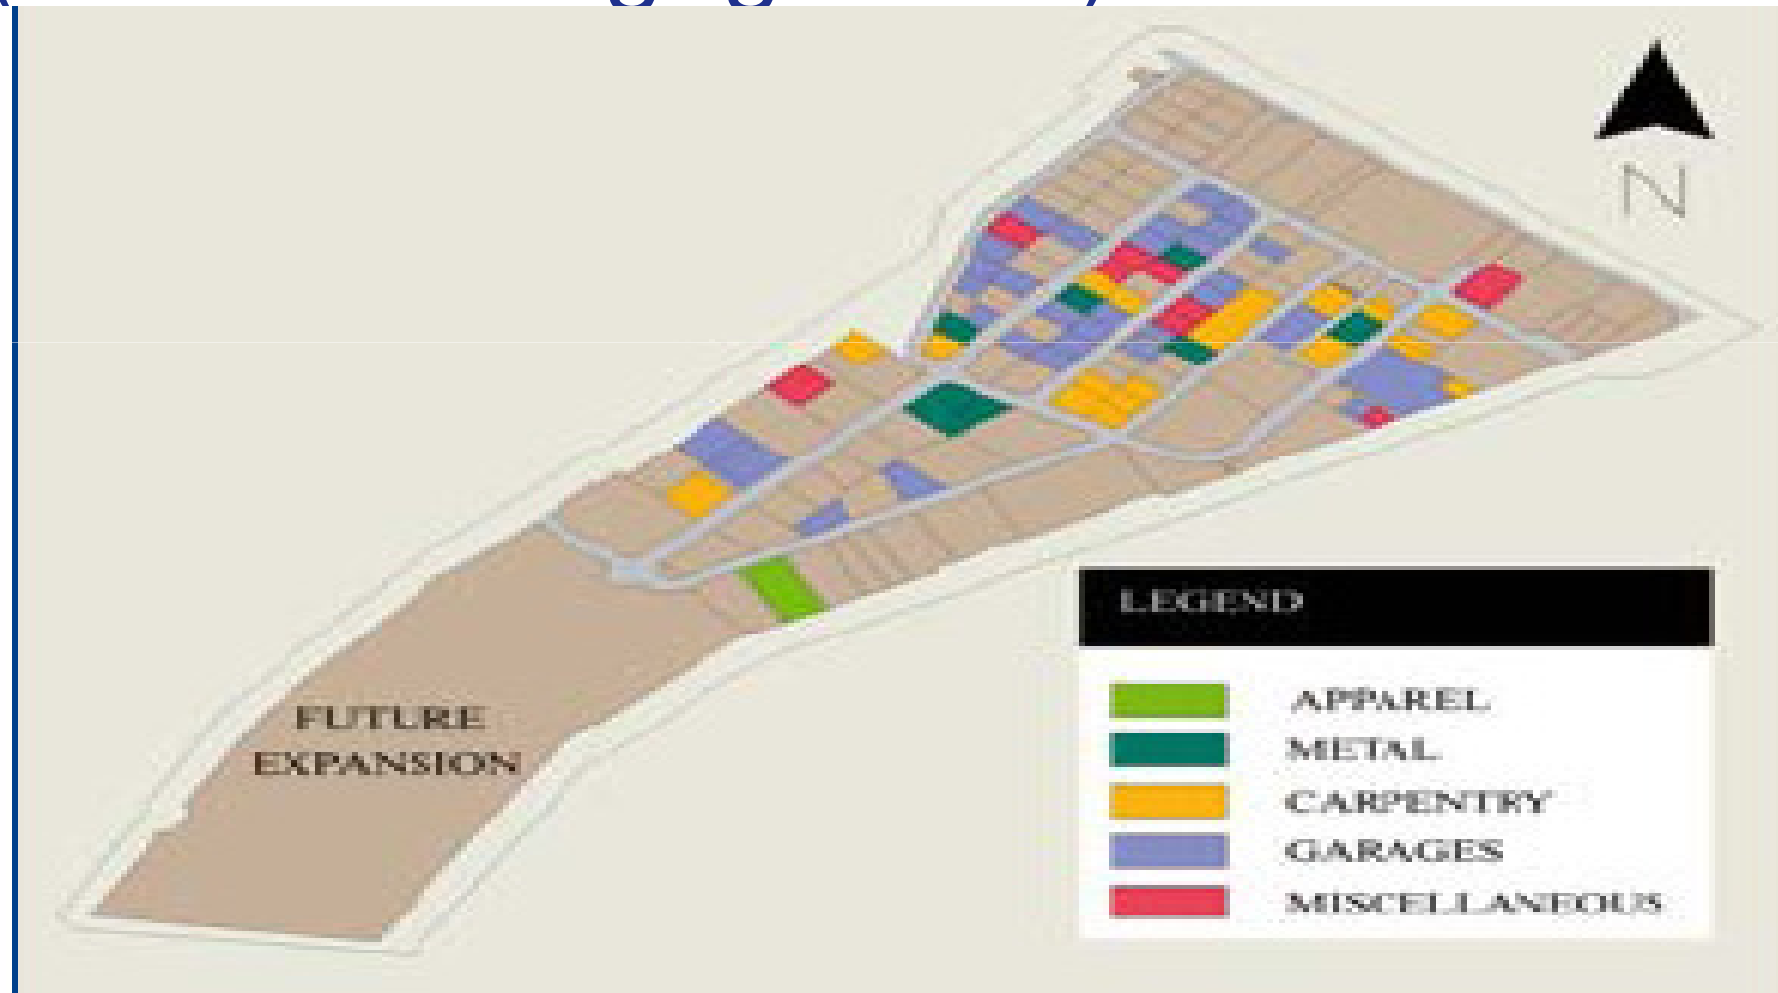 N
FUTURE
EXPANSION
LEGEND
APPAREL
METAL
CARPENTRY
GARAGES
MISCELLANEOUS